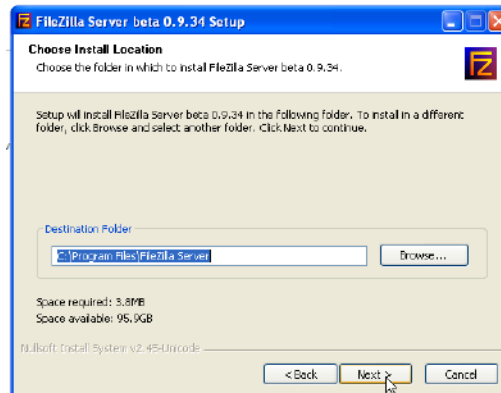 FileZilla Server beta 0.9.34 Setup
Choose Install Location
Choose the folder in which to install FileZilla Server beta 0.9.34.
Setup will install FileZilla Server beta 0.9.34 in the following folder. To install in a different
folder, click Browse and select another folder. Click Next to continue.
Destination Folder
C:\Program Files\FileZilla Server
Browse...
Space required: 3.8MB
Space available: 95.9GB
Nullsoft Install System v2.45-Unicode
< Back
Next >
Cancel